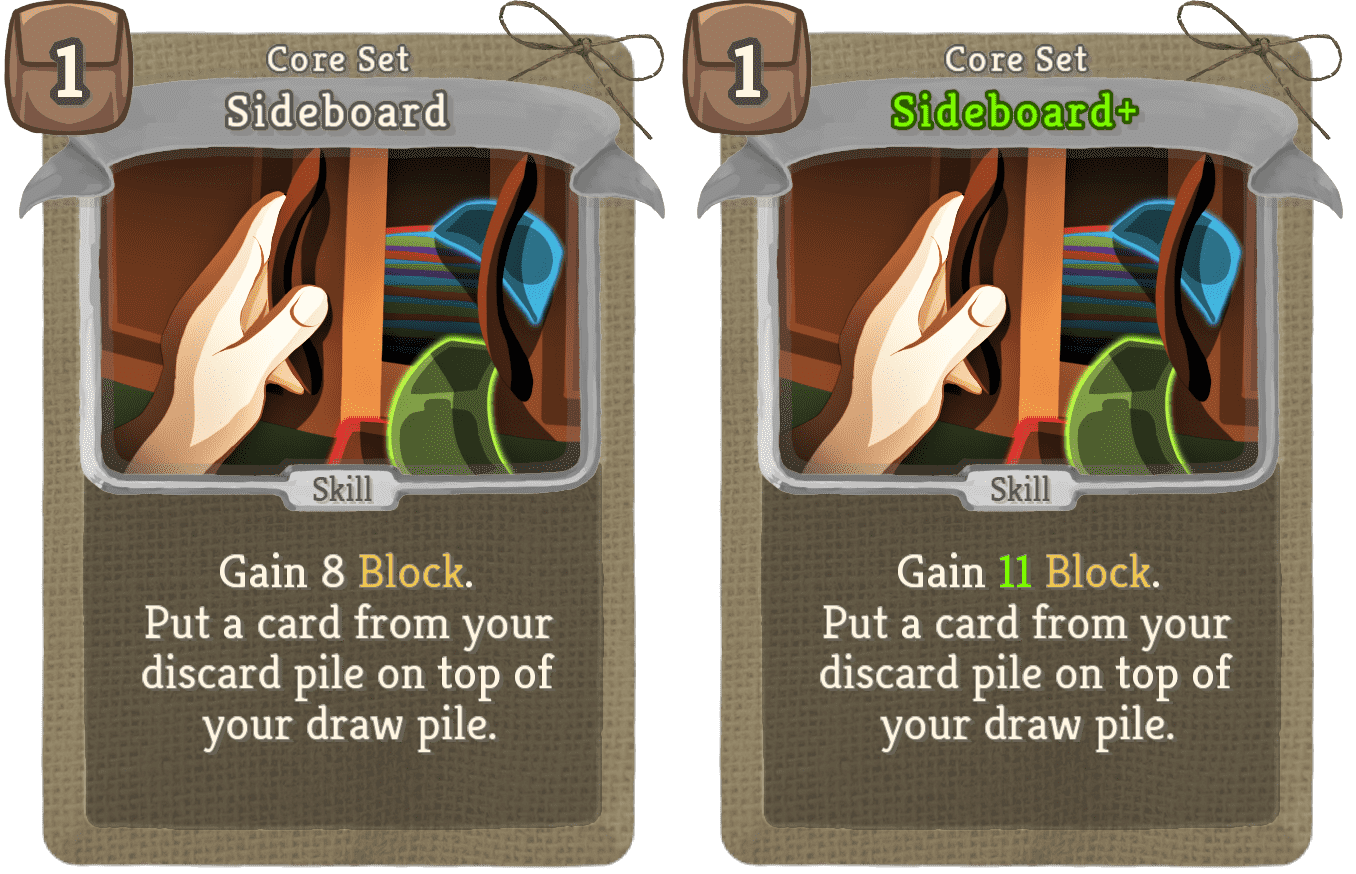 1
Core Set
Sideboard
Skill
Gain 8 Block.
Put a card from your
discard pile on top of
your draw pile.
1
Core Set
Sideboard+
Skill
Gain 11 Block.
Put a card from your
discard pile on top of
your draw pile.